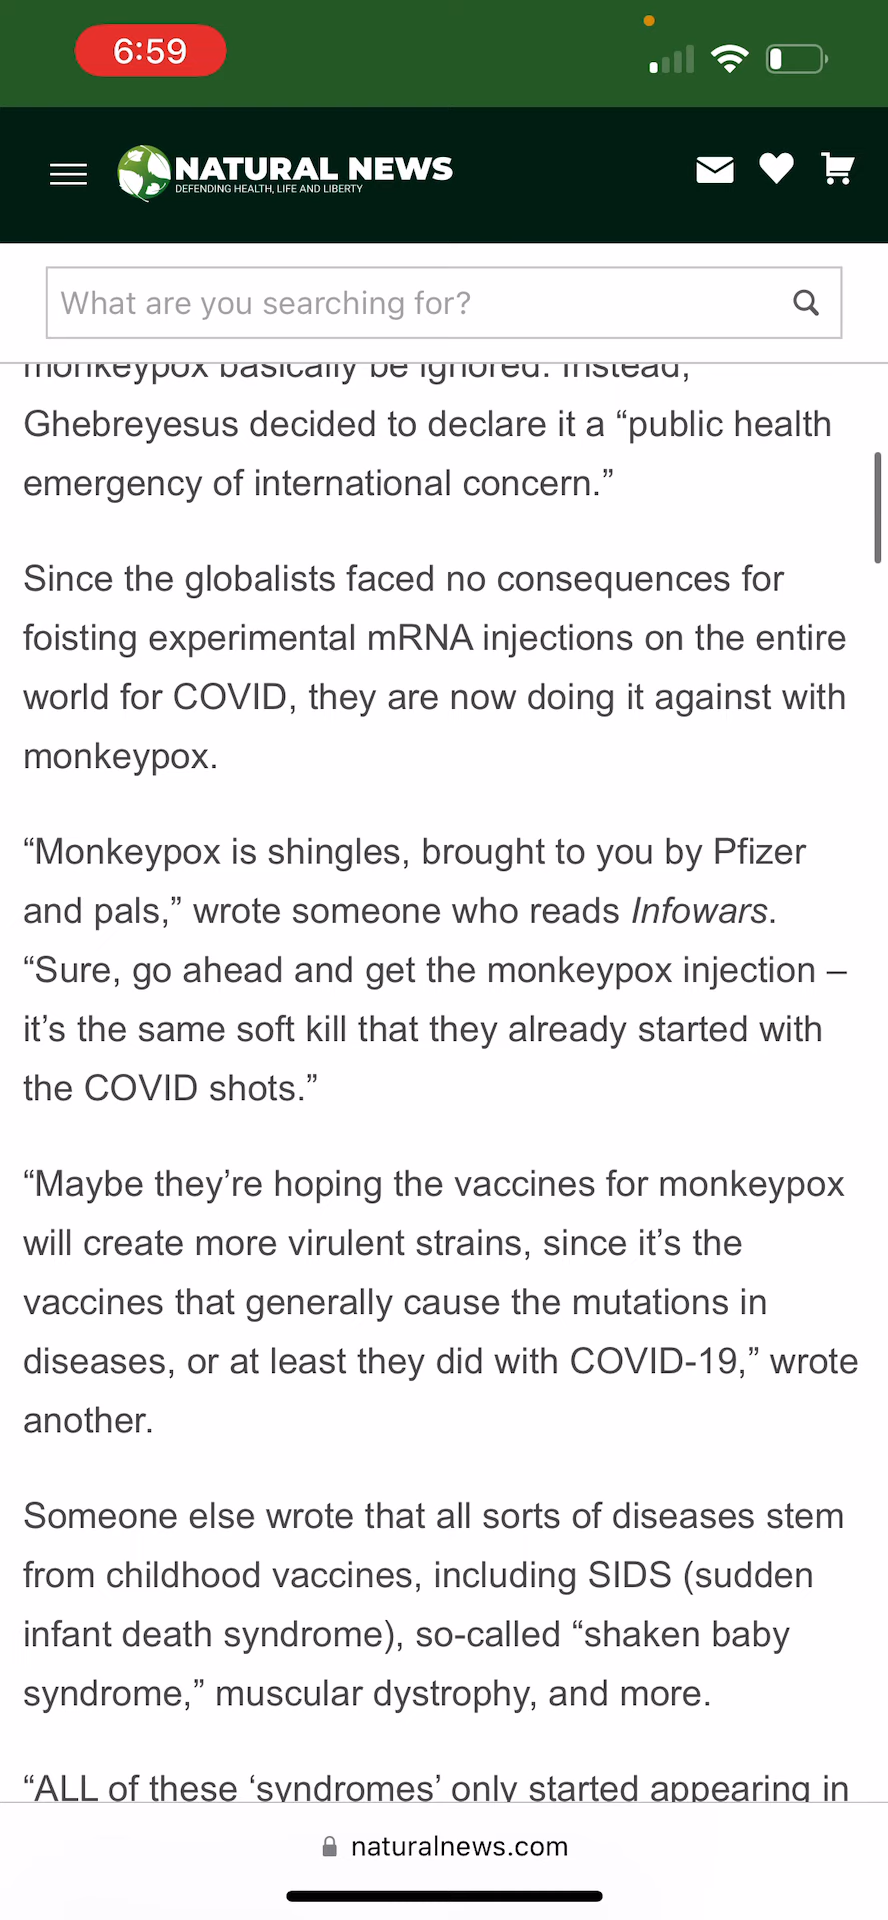 6:59
NATURAL NEWS
DEFENDING HEALTH, LIFE AND LIBERTY
What are you searching for?
monkeypox basically be ignored. Instead,
Ghebreyesus decided to declare it a “public health
emergency of international concern.”
Since the globalists faced no consequences for
foisting experimental mRNA injections on the entire
world for COVID, they are now doing it against with
monkeypox.
“Monkeypox is shingles, brought to you by Pfizer
and pals,” wrote someone who reads Infowars.
“Sure, go ahead and get the monkeypox injection –
it’s the same soft kill that they already started with
the COVID shots.”
“Maybe they’re hoping the vaccines for monkeypox
will create more virulent strains, since it’s the
vaccines that generally cause the mutations in
diseases, or at least they did with COVID-19,” wrote
another.
Someone else wrote that all sorts of diseases stem
from childhood vaccines, including SIDS (sudden
infant death syndrome), so-called “shaken baby
syndrome,” muscular dystrophy, and more.
“ALL of these ‘syndromes’ only started appearing in
naturalnews.com